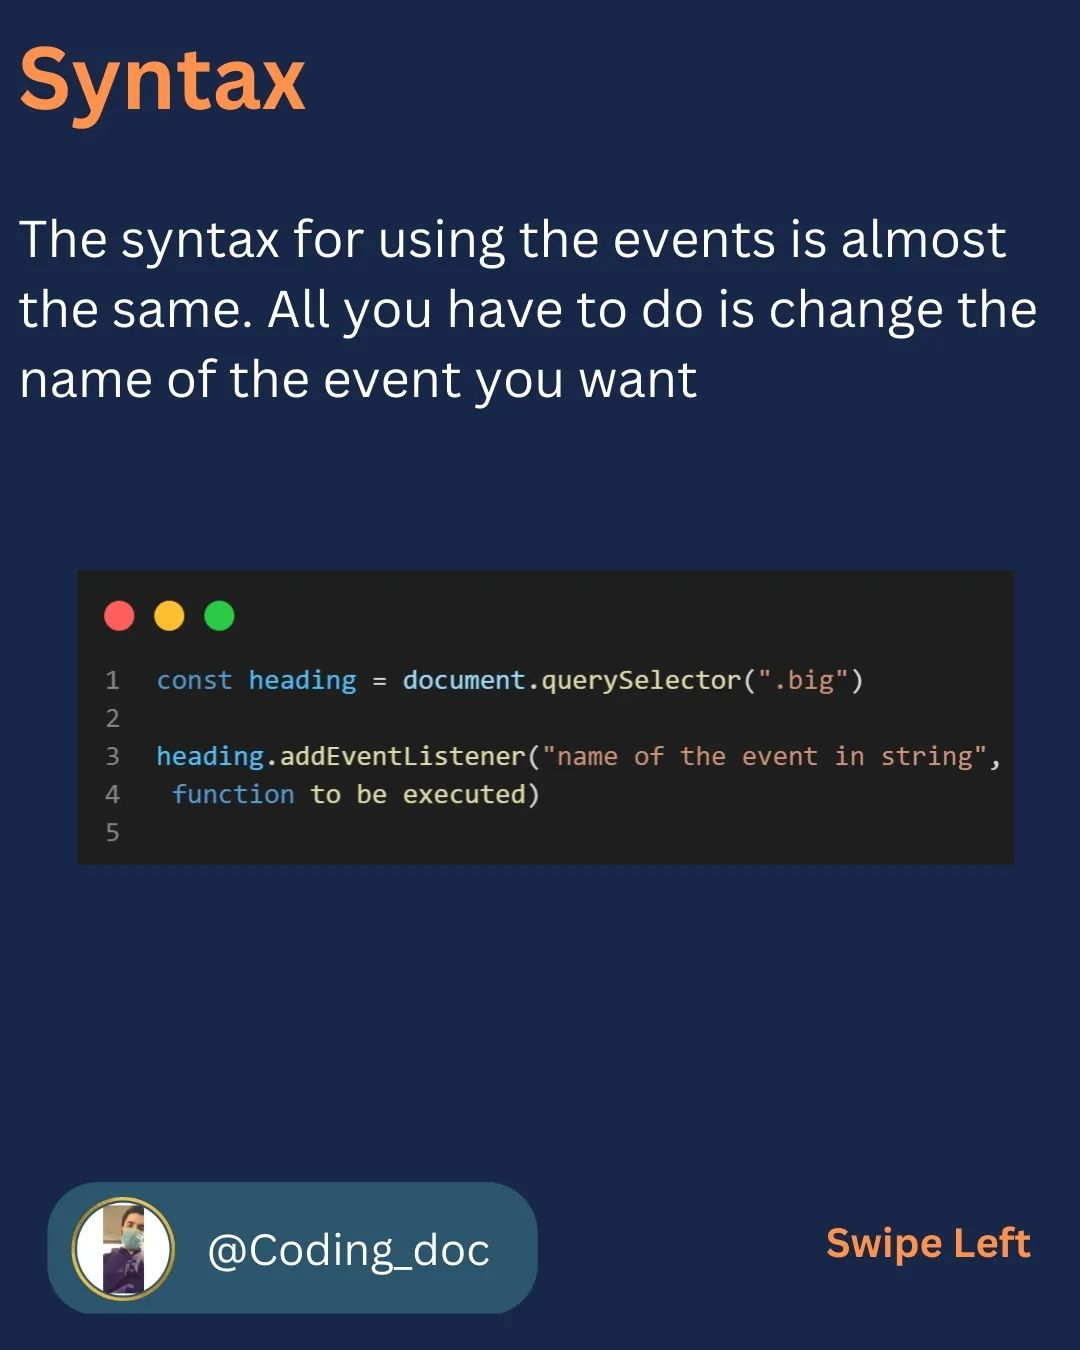 Syntax
The syntax for using the events is almost
the same. All you have to do is change the
name of the event you want
1 const heading = document.querySelector(".big")
2
3 heading.addEventListener("name of the event in string",
4 function to be executed)
5
@Coding_doc
Swipe Left